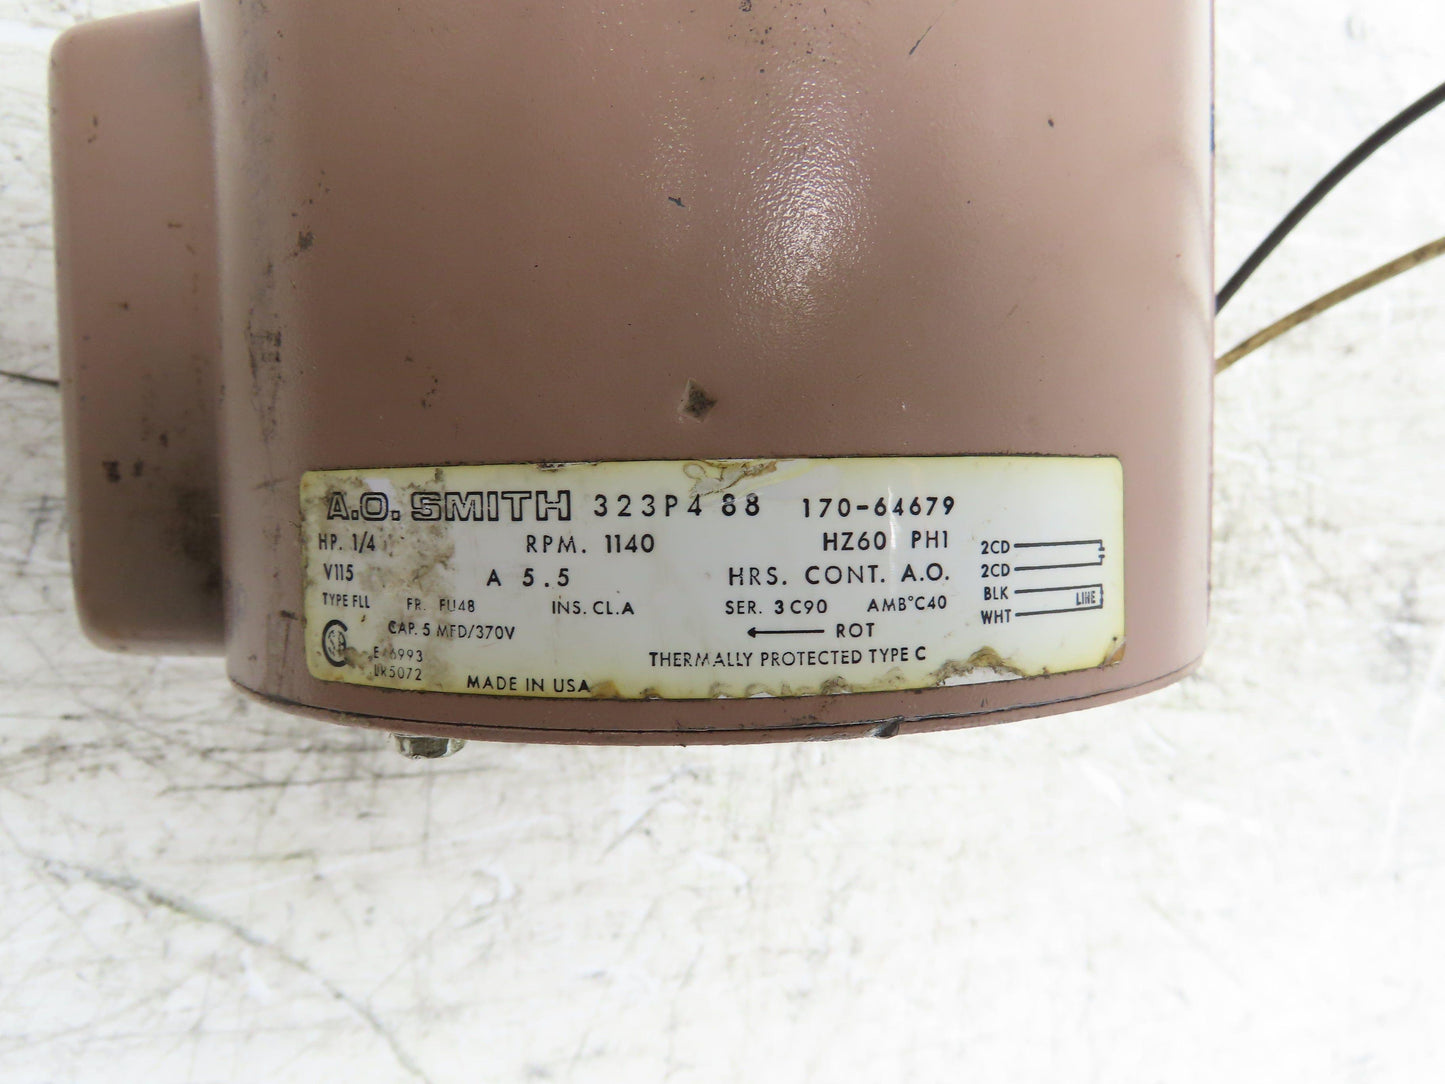 A.O. SMITH 323P4 88 170-64679
HP. 1/4 RPM. 1140 HZ60 PH1
V115 A 5.5 HRS. CONT. A.O.
TYPE FLL FR. FU48 INS. CL.A SER. 3C90 AMB°C40
CAP. 5 MFD/370V ← ROT
THERMALLY PROTECTED TYPE C
MADE IN USA
2CD
2CD
BLK LINE
WHT